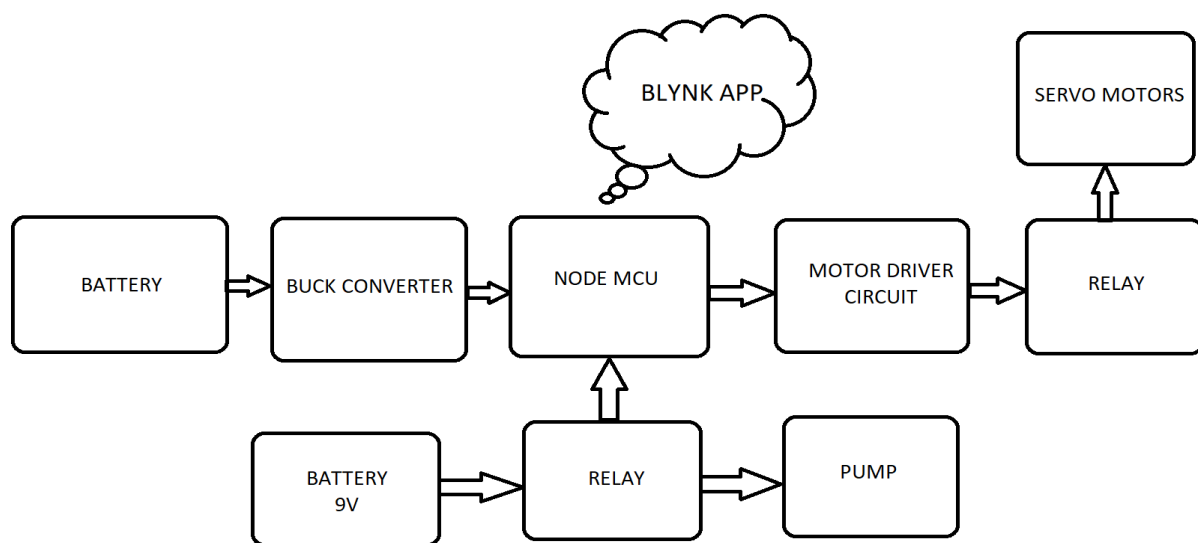 BLYNK APP
SERVO MOTORS
BATTERY
BUCK CONVERTER
NODE MCU
MOTOR DRIVER
CIRCUIT
RELAY
BATTERY
9V
RELAY
PUMP